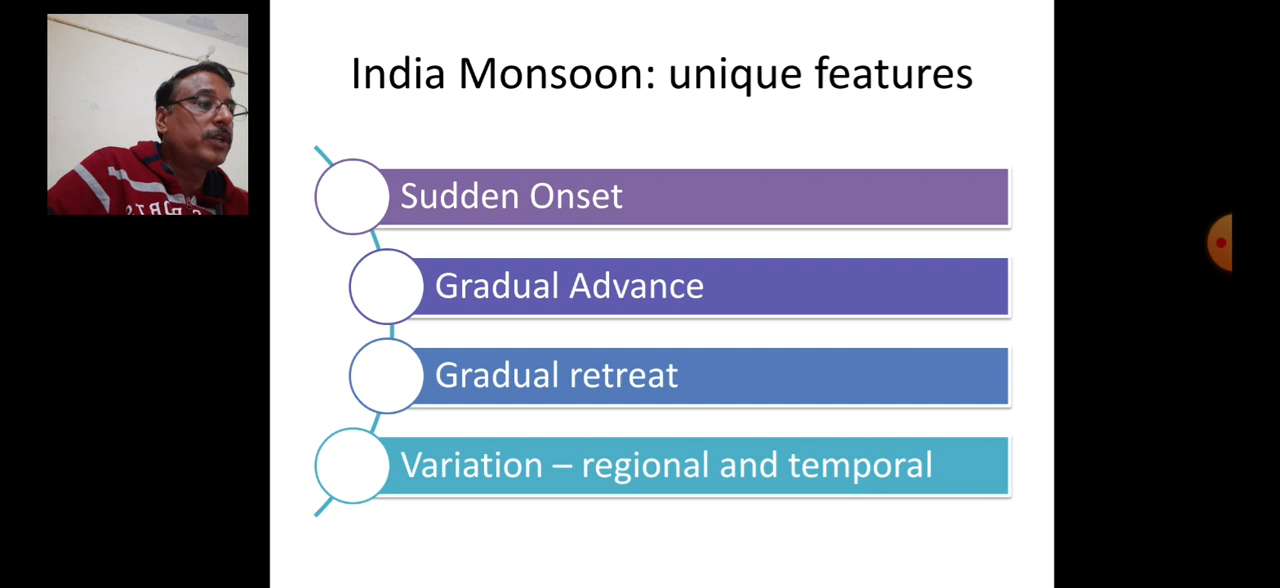 India Monsoon: unique features
Sudden Onset
Gradual Advance
Gradual retreat
Variation – regional and temporal